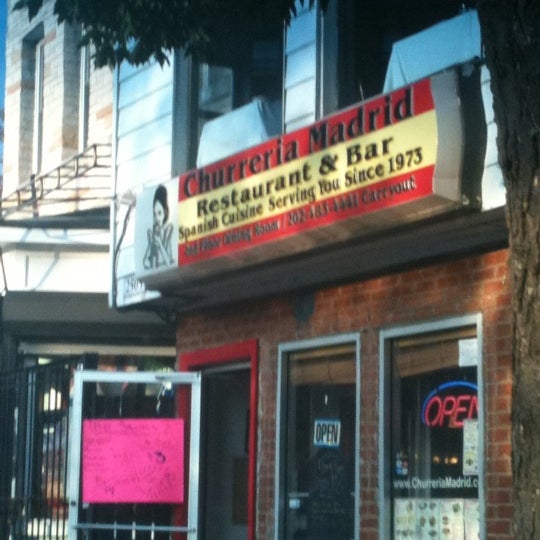 Churreria Madrid
Restaurant & Bar
Spanish Cuisine Serving You Since 1973
2nd Floor Dining Room / 202-483-4441 Carryout
OPEN
OPEN
www.ChurreriaMadrid.c